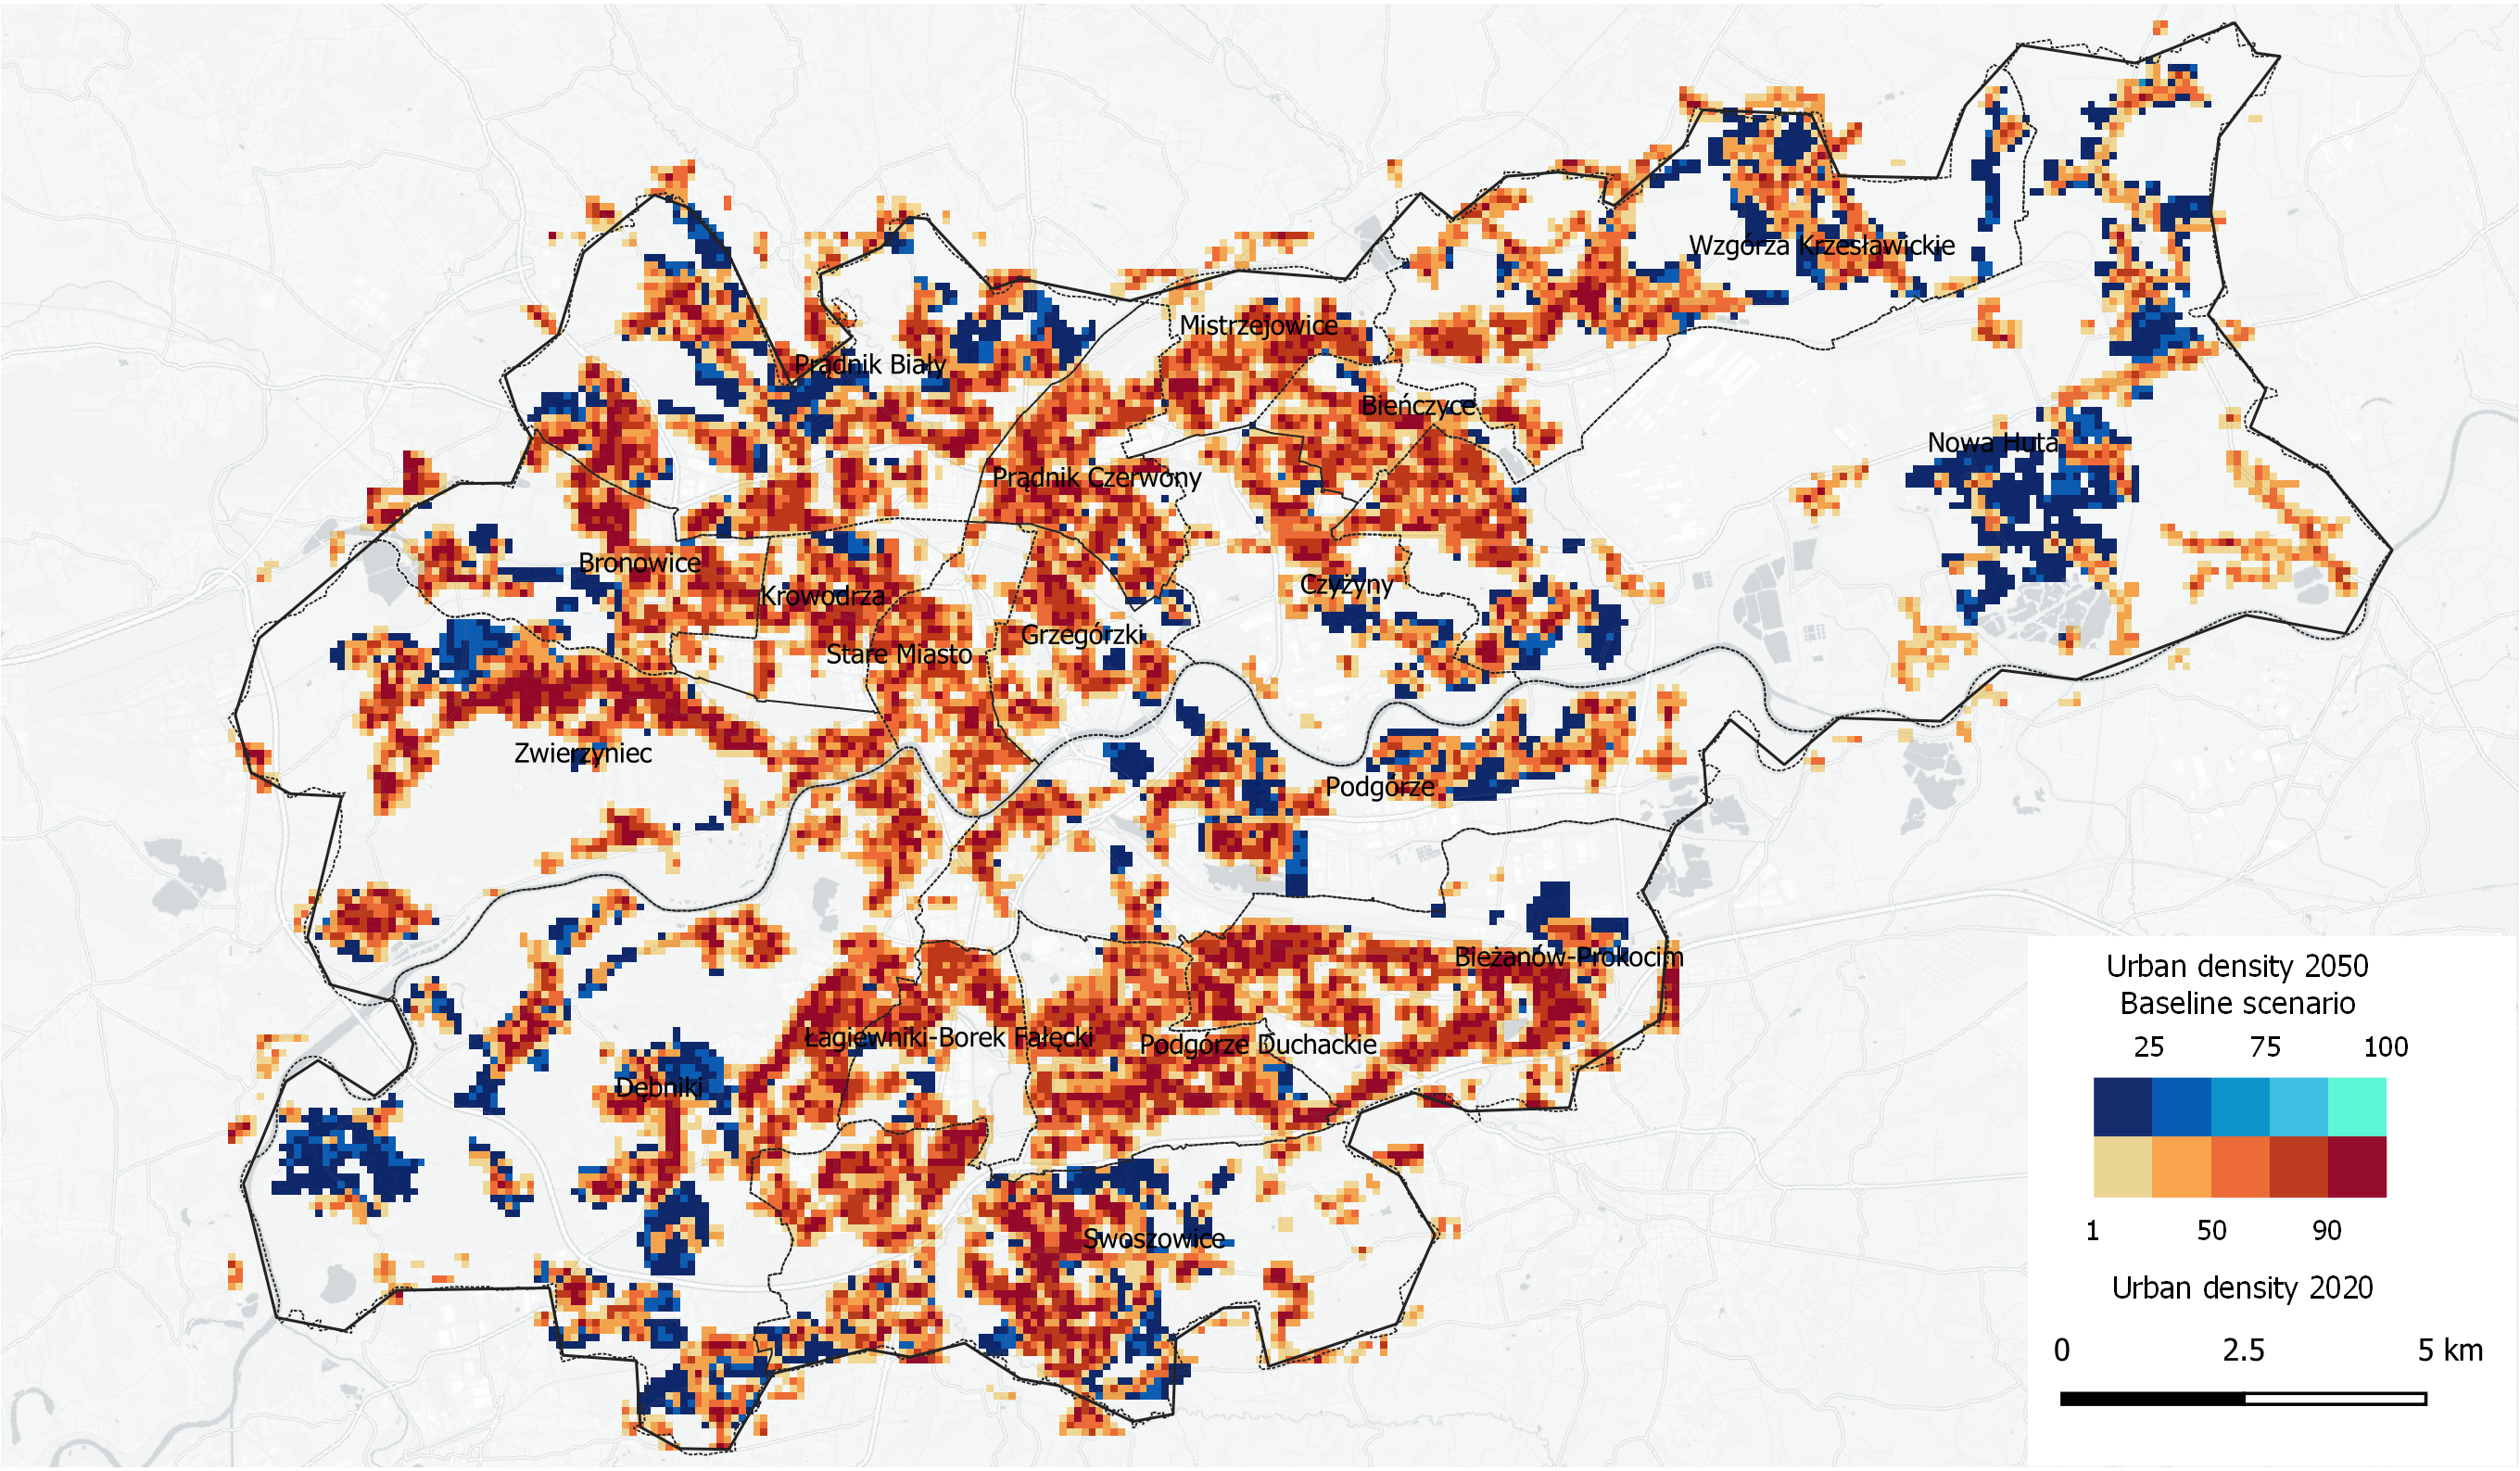 Wzgórza Krzesławickie
Mistrzejowice
Prądnik Biały
Bieńczyce
Nowa Huta
Prądnik Czerwony
Bronowice
Czyżyny
Krowodrza
Grzegórzki
Stare Miasto
Zwierzyniec
Podgórze
Bieżanów-Prokocim
Łagiewniki-Borek Fałęcki
Podgórze Duchackie
Dębniki
Swoszowice
Urban density 2050
Baseline scenario
25 75 100
1 50 90
Urban density 2020
0 2.5 5 km